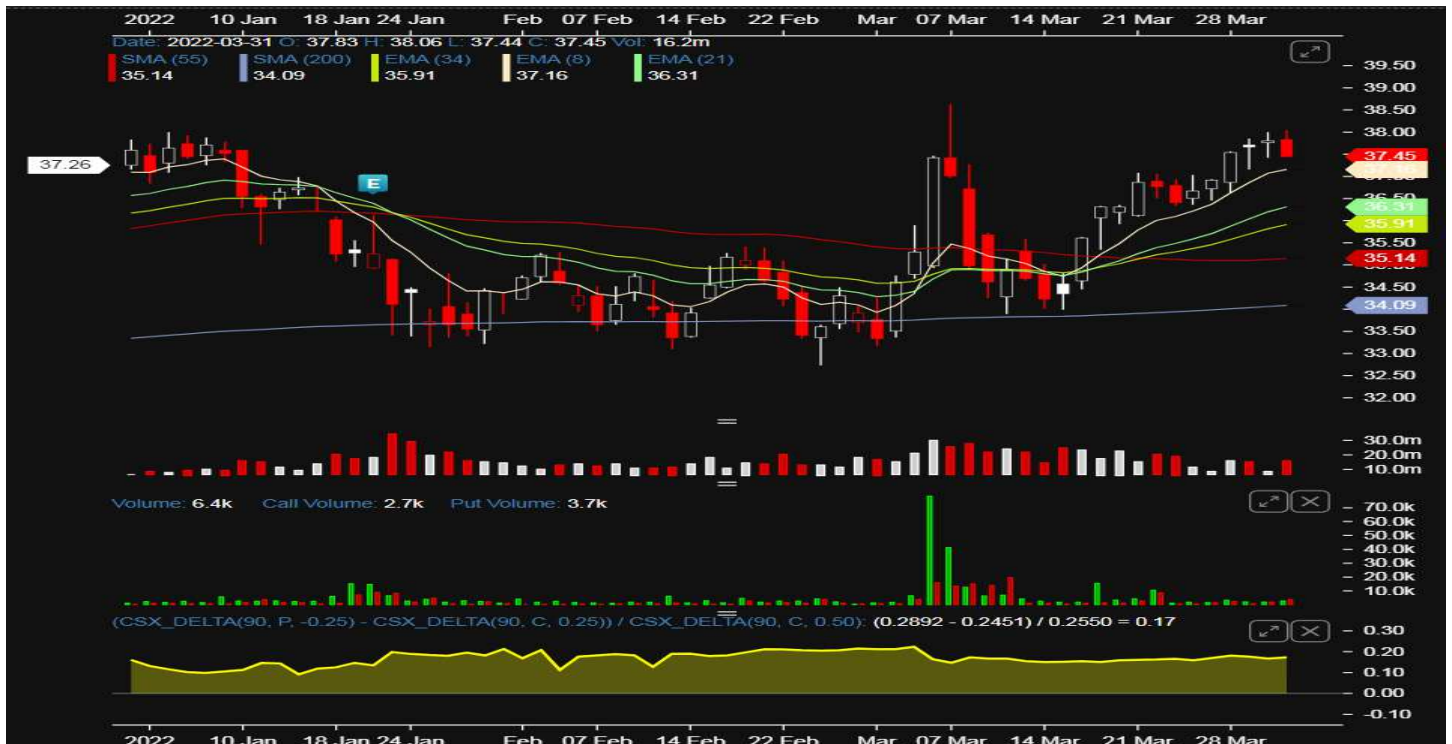 2022 10 Jan 18 Jan 24 Jan Feb 07 Feb 14 Feb 22 Feb Mar 07 Mar 14 Mar 21 Mar 28 Mar
Date: 2022-03-31 O: 37.83 H: 38.06 L: 37.44 C: 37.45 Vol: 16.2m
SMA (55) SMA (200) EMA (34) EMA (8) EMA (21)
35.14 34.09 35.91 37.16 36.31
39.50
39.00
38.50
38.00
37.26
37.45
37.16
36.50
36.31
35.91
35.50
35.14
34.50
34.09
33.50
33.00
32.50
32.00
E
30.0m
20.0m
10.0m
Volume: 6.4k Call Volume: 2.7k Put Volume: 3.7k
70.0k
60.0k
50.0k
40.0k
30.0k
20.0k
10.0k
(CSX_DELTA(90, P, -0.25) - CSX_DELTA(90, C, 0.25)) / CSX_DELTA(90, C, 0.50): (0.2892 - 0.2451) / 0.2550 = 0.17
0.30
0.20
0.10
0.00
-0.10
2022 10 Jan 18 Jan 24 Jan Feb 07 Feb 14 Feb 22 Feb Mar 07 Mar 14 Mar 21 Mar 28 Mar